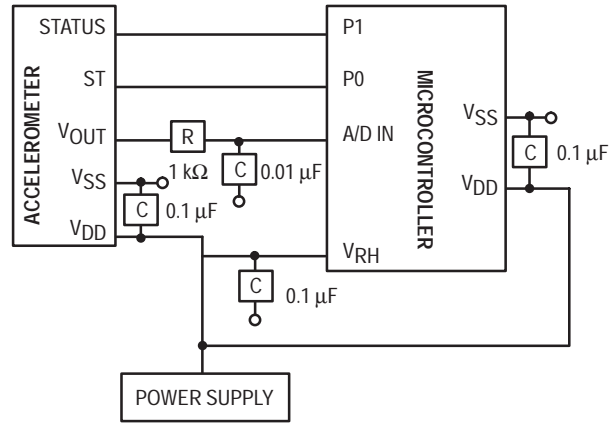 STATUS
P1
ST
P0
VOUT
R
A/D IN
1 kΩ
C
0.01 µF
VSS
C
0.1 µF
VDD
ACCELEROMETER
MICROCONTROLLER
VSS
C
0.1 µF
VDD
VRH
C
0.1 µF
POWER SUPPLY